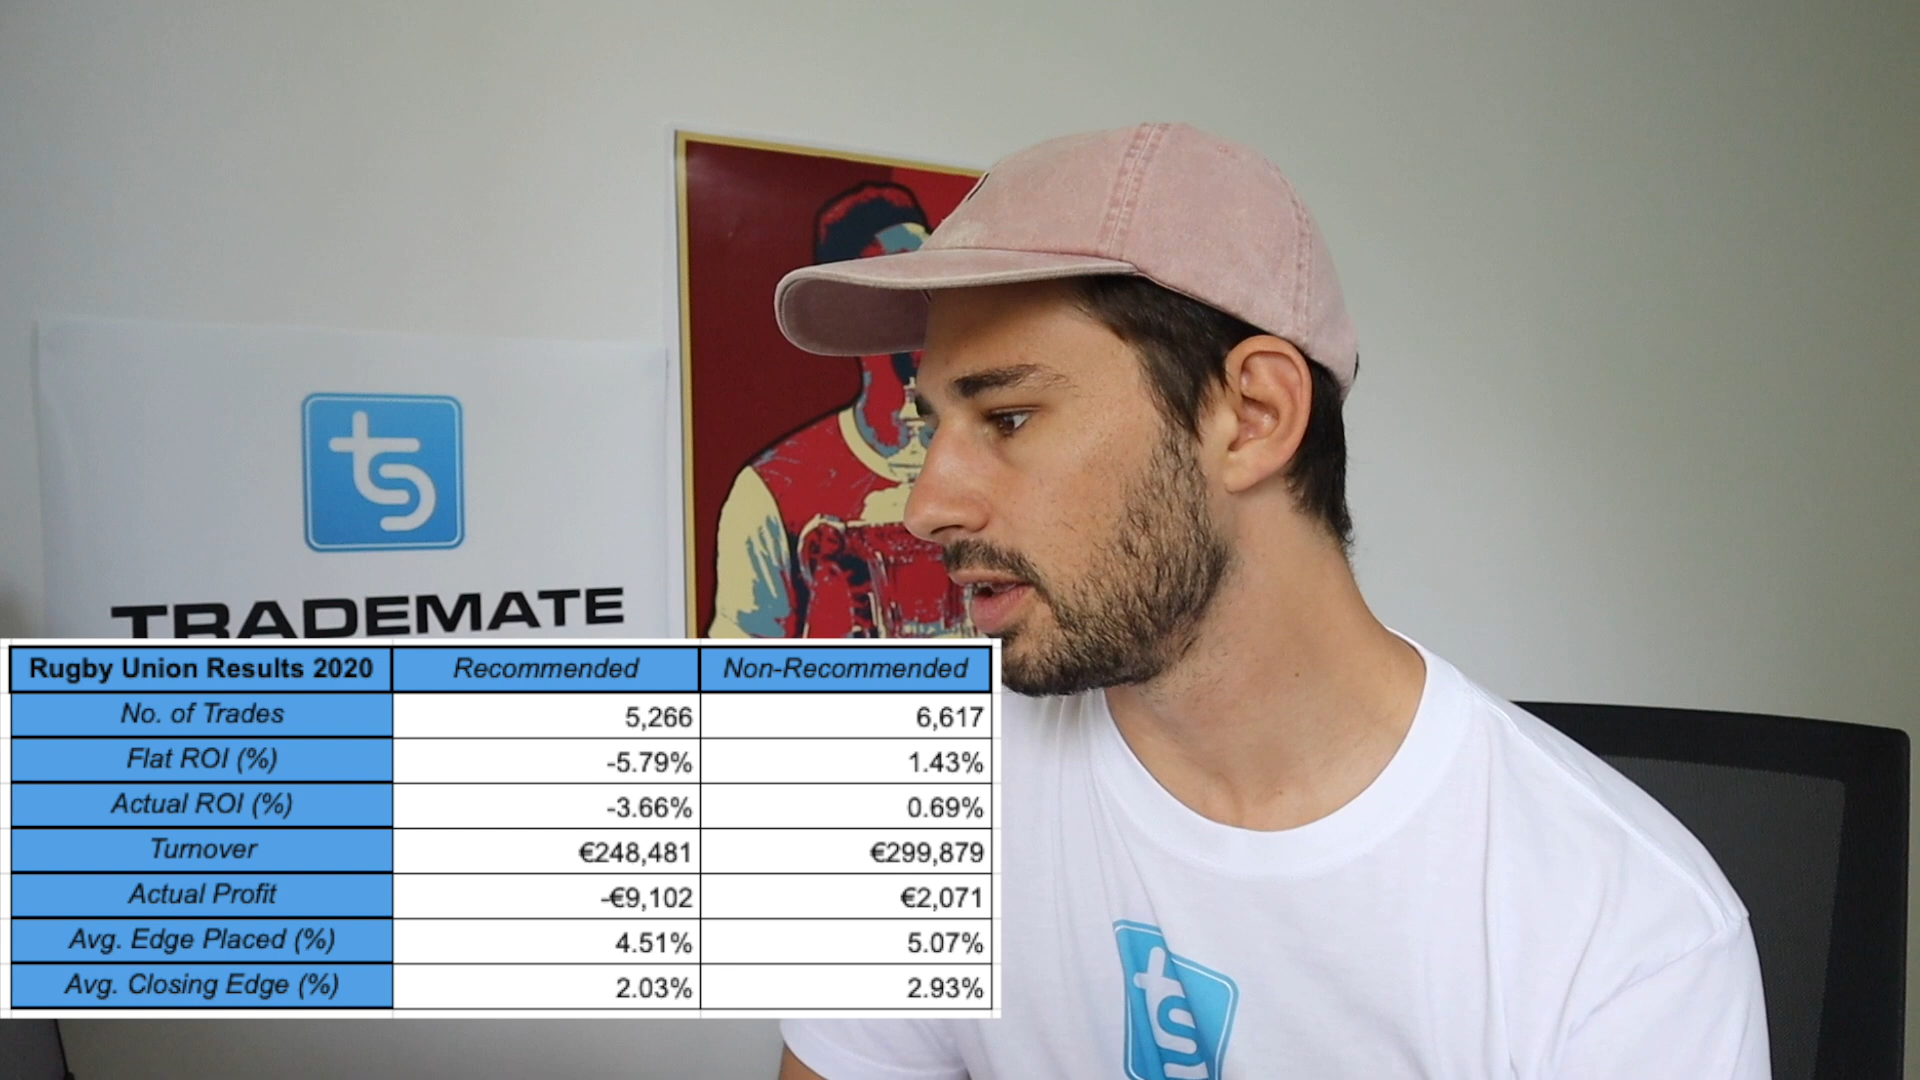 ts
TRADEMATE
Rugby Union Results 2020 Recommended Non-Recommended
No. of Trades 5,266 6,617
Flat ROI (%) -5.79% 1.43%
Actual ROI (%) -3.66% 0.69%
Turnover €248,481 €299,879
Actual Profit -€9,102 €2,071
Avg. Edge Placed (%) 4.51% 5.07%
Avg. Closing Edge (%) 2.03% 2.93%
ts